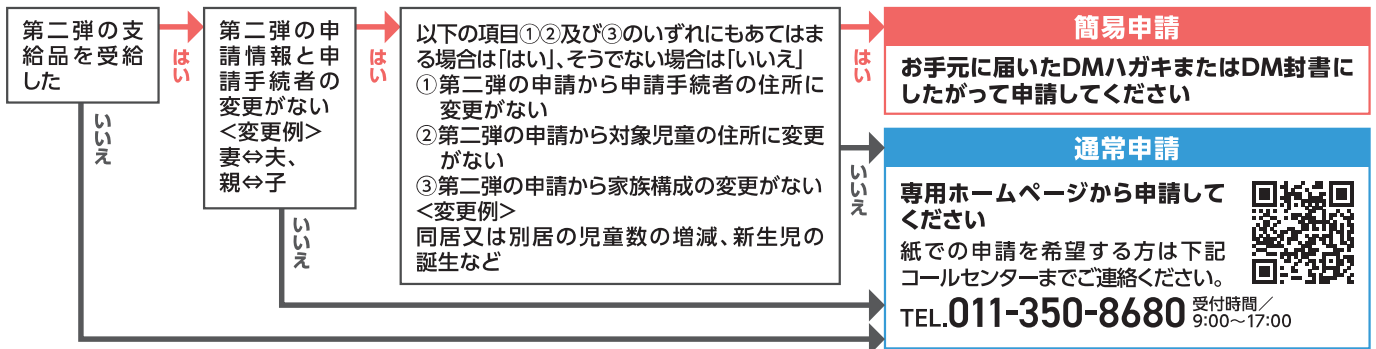 第二弾の支
給品を受給
した
はい
いいえ
第二弾の申
請情報と申
請手続者の
変更がない
<変更例>
妻⇔夫、
親⇔子
はい
いいえ
以下の項目①②及び③のいずれにもあてはま
る場合は「はい」、そうでない場合は「いいえ」
①第二弾の申請から申請手続者の住所に
変更がない
②第二弾の申請から対象児童の住所に変更
がない
③第二弾の申請から家族構成の変更がない
<変更例>
同居又は別居の児童数の増減、新生児の
誕生など
はい
いいえ
簡易申請
お手元に届いたDMハガキまたはDM封書に
したがって申請してください
通常申請
専用ホームページから申請して
ください
紙での申請を希望する方は下記
コールセンターまでご連絡ください。
TEL.011-350-8680 受付時間/
9:00〜17:00